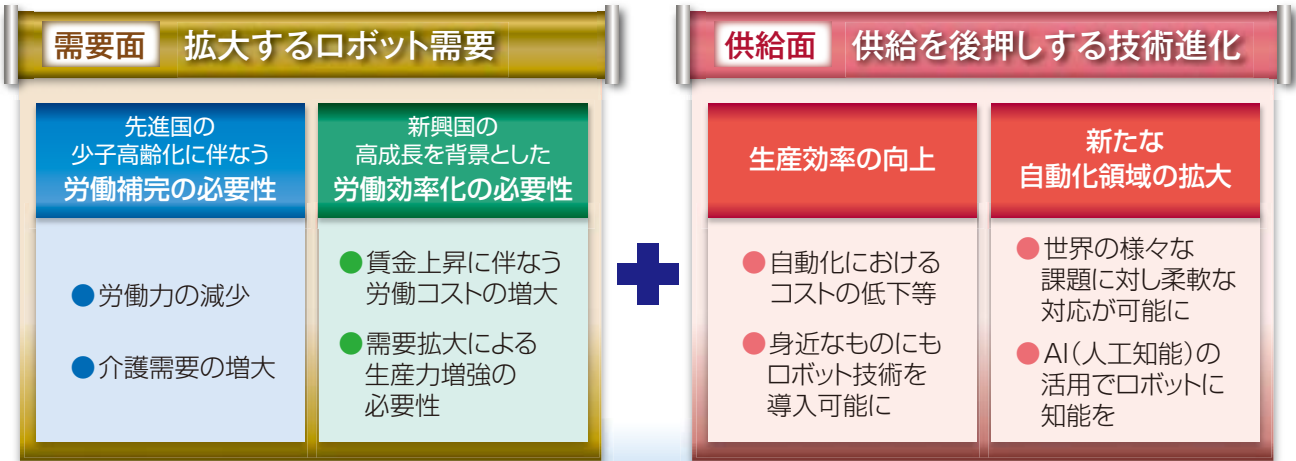 需要面 拡大するロボット需要
先進国の
少子高齢化に伴なう
労働補完の必要性
●労働力の減少
●介護需要の増大
新興国の
高成長を背景とした
労働効率化の必要性
●賃金上昇に伴なう
労働コストの増大
●需要拡大による
生産力増強の
必要性
供給面 供給を後押しする技術進化
生産効率の向上
●自動化における
コストの低下等
●身近なものにも
ロボット技術を
導入可能に
新たな
自動化領域の拡大
●世界の様々な
課題に対し柔軟な
対応が可能に
●AI(人工知能)の
活用でロボットに
知能を